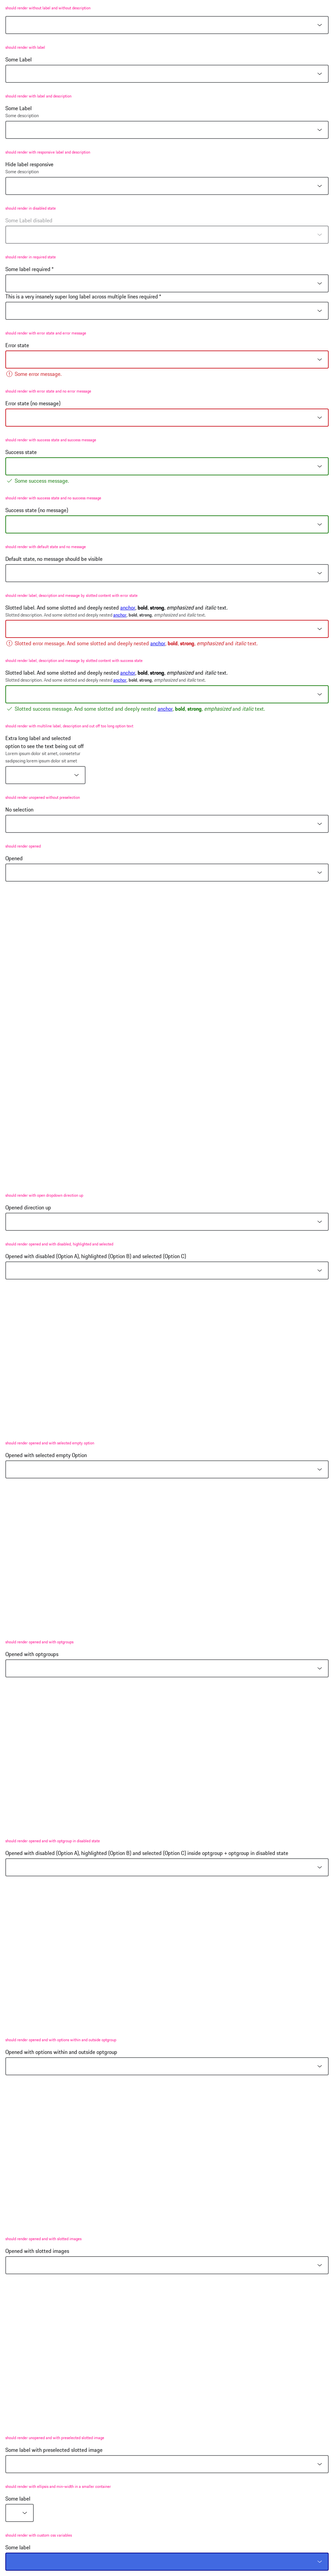 should render without label and without description
should render with label
Some Label
should render with label and description
Some Label
Some description
should render with responsive label and description
Hide label responsive
Some description
should render in disabled state
Some Label disabled
should render in required state
Some label required *
This is a very insanely super long label across multiple lines required *
should render with error state and error message
Error state
Some error message.
should render with error state and no error message
Error state (no message)
should render with success state and success message
Success state
Some success message.
should render with success state and no success message
Success state (no message)
should render with default state and no message
Default state, no message should be visible
should render label, description and message by slotted content with error state
Slotted label. And some slotted and deeply nested anchor, bold, strong, emphasized and italic text.
Slotted description. And some slotted and deeply nested anchor, bold, strong, emphasized and italic text.
Slotted error message. And some slotted and deeply nested anchor, bold, strong, emphasized and italic text.
should render label, description and message by slotted content with success state
Slotted label. And some slotted and deeply nested anchor, bold, strong, emphasized and italic text.
Slotted description. And some slotted and deeply nested anchor, bold, strong, emphasized and italic text.
Slotted success message. And some slotted and deeply nested anchor, bold, strong, emphasized and italic text.
should render with multiline label, description and cut off too long option text
Extra long label and selected
option to see the text being cut off
Lorem ipsum dolor sit amet, consetetur
sadipscing lorem ipsum dolor sit amet
should render unopened without preselection
No selection
should render opened
Opened
should render with open dropdown direction up
Opened direction up
should render opened and with disabled, highlighted and selected
Opened with disabled (Option A), highlighted (Option B) and selected (Option C)
should render opened and with selected empty option
Opened with selected empty Option
should render opened and with optgroups
Opened with optgroups
should render opened and with optgroup in disabled state
Opened with disabled (Option A), highlighted (Option B) and selected (Option C) inside optgroup + optgroup in disabled state
should render opened and with options within and outside optgroup
Opened with options within and outside optgroup
should render opened and with slotted images
Opened with slotted images
should render unopened and with preselected slotted image
Some label with preselected slotted image
should render with ellipsis and min-width in a smaller container
Some label
should render with custom css variables
Some label